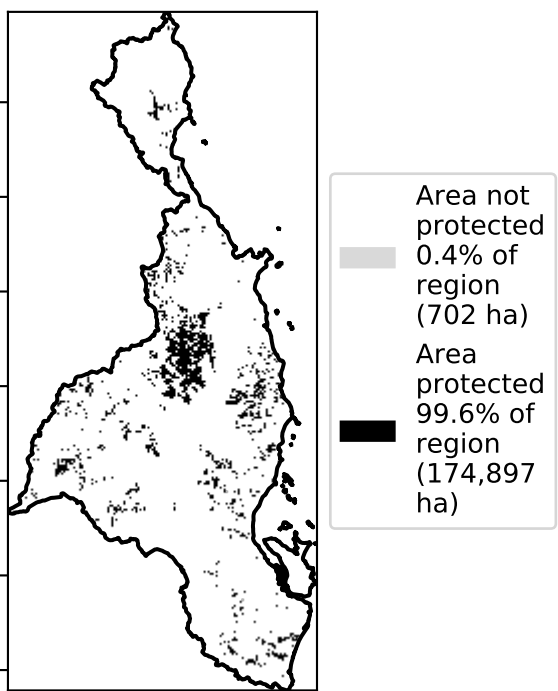 Area not
protected
0.4% of
region
(702 ha)
Area
protected
99.6% of
region
(174,897
ha)